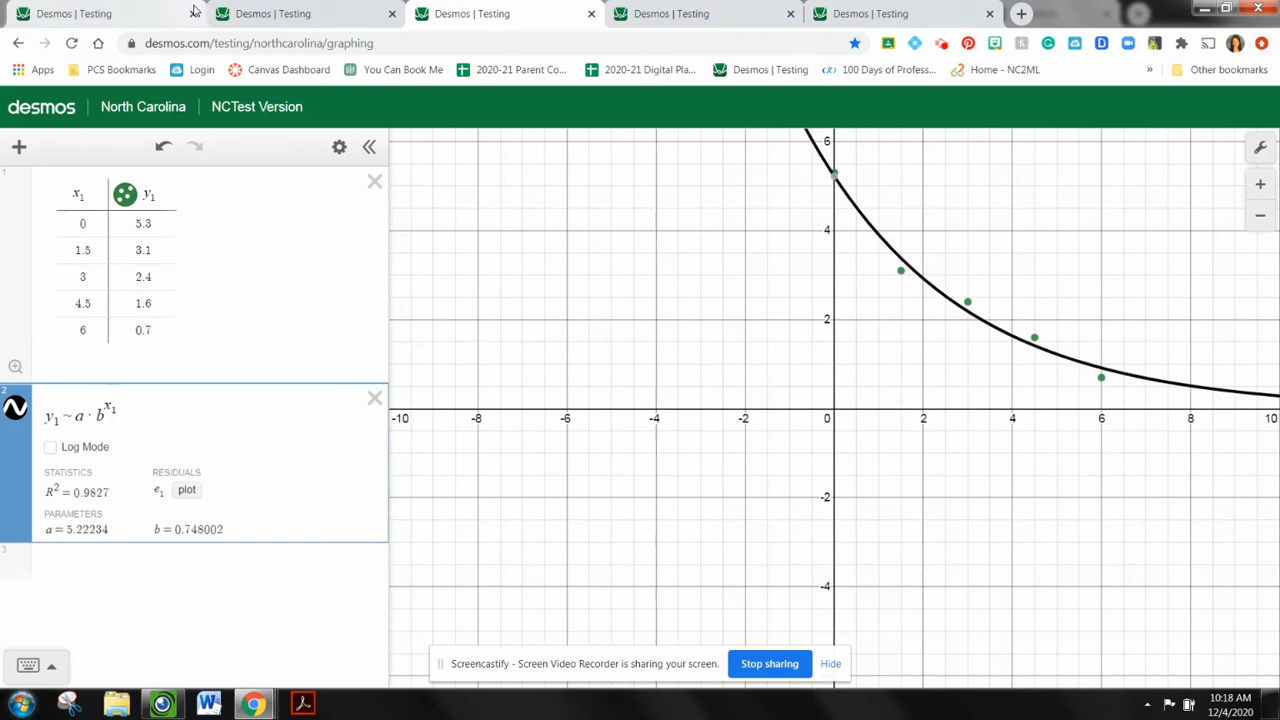 Desmos | Testing
Desmos | Testing
Desmos | Testing
Desmos | Testing
Desmos | Testing
desmos.com/testing/northcarolina/graphing
Apps
PCS Bookmarks
Login
Canvas Dashboard
You Can Book Me
2020-21 Parent Co...
2020-21 Digital Pla...
Desmos | Testing
100 Days of Profess...
Home - NC2ML
»
Other bookmarks
desmos
North Carolina
NCTest Version
1
x₁ y₁
0 5.3
1.5 3.1
3 2.4
4.5 1.6
6 0.7
2
y₁ ~ a · b^x₁
Log Mode
STATISTICS RESIDUALS
R² = 0.9827 e₁ plot
PARAMETERS
a = 5.22234 b = 0.748002
3
6
4
2
-10 -8 -6 -4 -2 0 2 4 6 8 10
-2
-4
Screencastify - Screen Video Recorder is sharing your screen.
Stop sharing
Hide
10:18 AM
12/4/2020